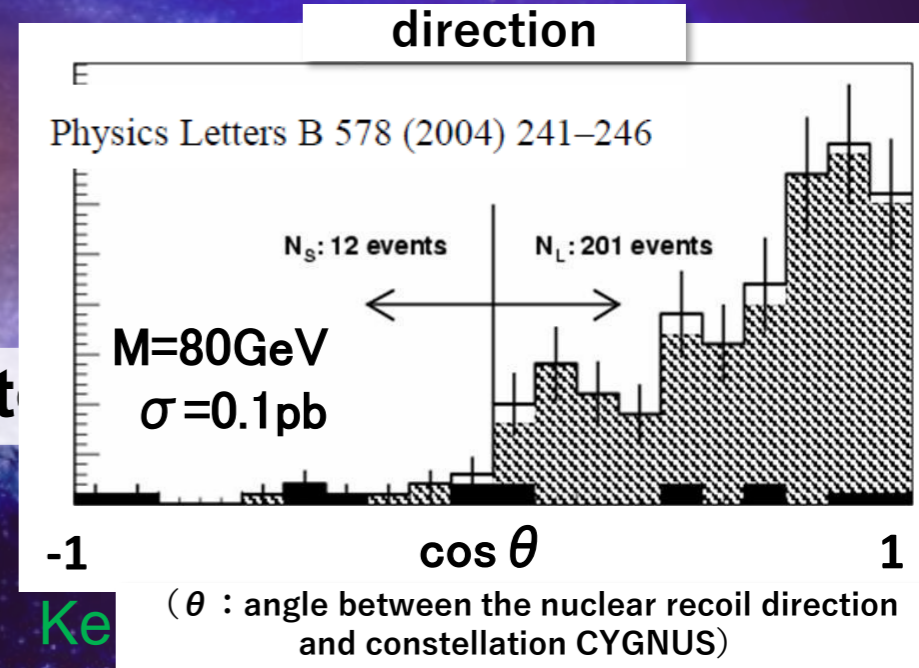 direction
Physics Letters B 578 (2004) 241–246
N_S: 12 events
N_L: 201 events
M=80GeV
σ=0.1pb
-1
cos θ
1
(θ：angle between the nuclear recoil direction
and constellation CYGNUS)